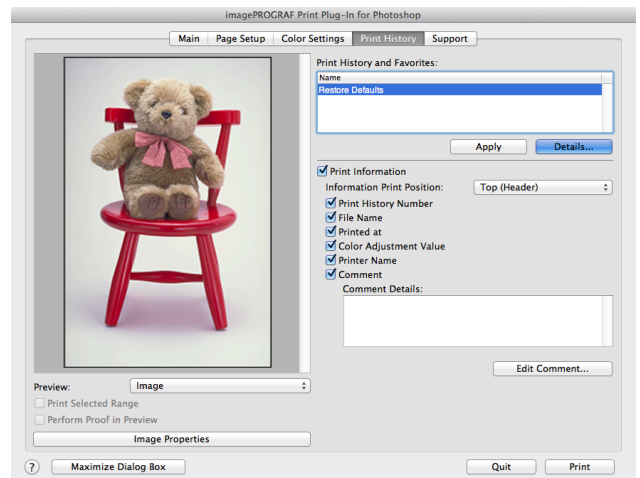 imagePROGRAF Print Plug-In for Photoshop
Main Page Setup Color Settings Print History Support
Print History and Favorites:
Name
Restore Defaults
Apply Details...
Print Information
Information Print Position: Top (Header)
Print History Number
File Name
Printed at
Color Adjustment Value
Printer Name
Comment
Comment Details:
Edit Comment...
Preview: Image
Print Selected Range
Perform Proof in Preview
Image Properties
? Maximize Dialog Box Quit Print